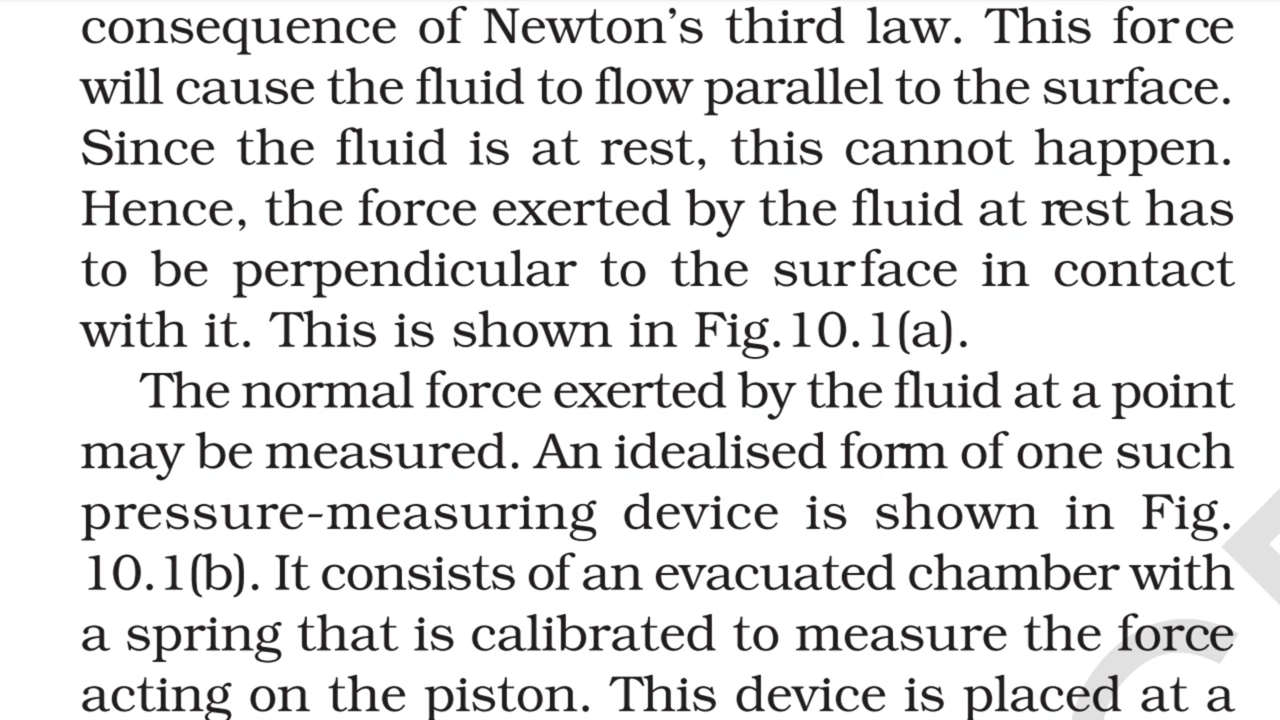 consequence of Newton’s third law. This force
will cause the fluid to flow parallel to the surface.
Since the fluid is at rest, this cannot happen.
Hence, the force exerted by the fluid at rest has
to be perpendicular to the surface in contact
with it. This is shown in Fig.10.1(a).
The normal force exerted by the fluid at a point
may be measured. An idealised form of one such
pressure-measuring device is shown in Fig.
10.1(b). It consists of an evacuated chamber with
a spring that is calibrated to measure the force
acting on the piston. This device is placed at a